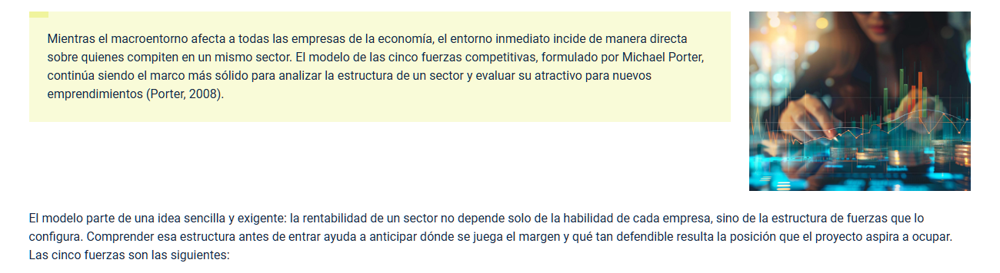 Mientras el macroentorno afecta a todas las empresas de la economía, el entorno inmediato incide de manera directa
sobre quienes compiten en un mismo sector. El modelo de las cinco fuerzas competitivas, formulado por Michael Porter,
continúa siendo el marco más sólido para analizar la estructura de un sector y evaluar su atractivo para nuevos
emprendimientos (Porter, 2008).
El modelo parte de una idea sencilla y exigente: la rentabilidad de un sector no depende solo de la habilidad de cada empresa, sino de la estructura de fuerzas que lo
configura. Comprender esa estructura antes de entrar ayuda a anticipar dónde se juega el margen y qué tan defendible resulta la posición que el proyecto aspira a ocupar.
Las cinco fuerzas son las siguientes: